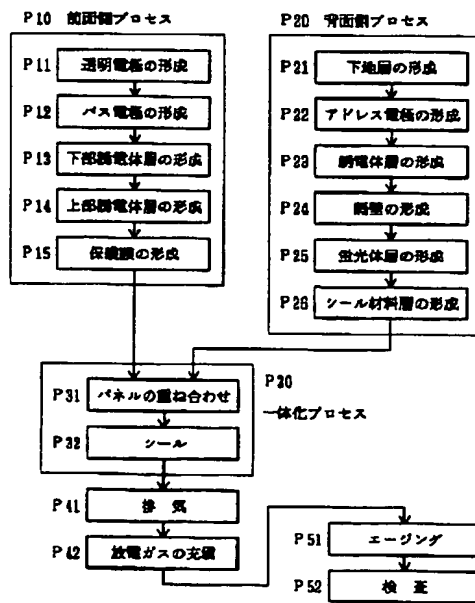 P10 前面側プロセス
P11 透明電極の形成
P12 バス電極の形成
P13 下部誘電体層の形成
P14 上部誘電体層の形成
P15 保護膜の形成
P20 背面側プロセス
P21 下地層の形成
P22 アドレス電極の形成
P23 誘電体層の形成
P24 隔壁の形成
P25 蛍光体層の形成
P26 シール材料層の形成
P30
一体化プロセス
P31 パネルの重ね合わせ
P32 シール
P41 排 気
P42 放電ガスの充填
P51 エージング
P52 検 査